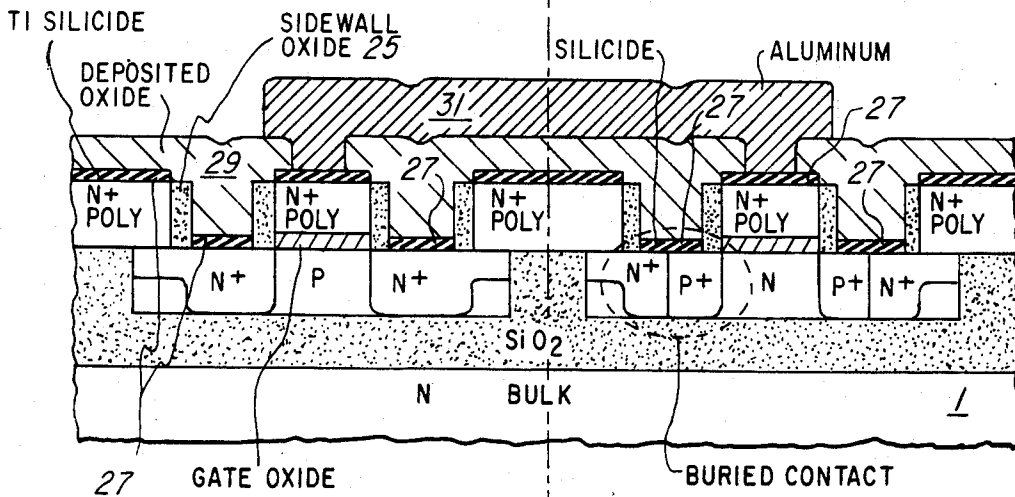 TI SILICIDE
SIDEWALL
OXIDE 25
SILICIDE
ALUMINUM
DEPOSITED
OXIDE
31
27
27
29
27
27
N+
POLY
N+
POLY
N+
POLY
N+
POLY
N+
POLY
N+
P
N+
N+
P+
N
P+
N+
SiO2
N BULK
1
27
GATE OXIDE
BURIED CONTACT